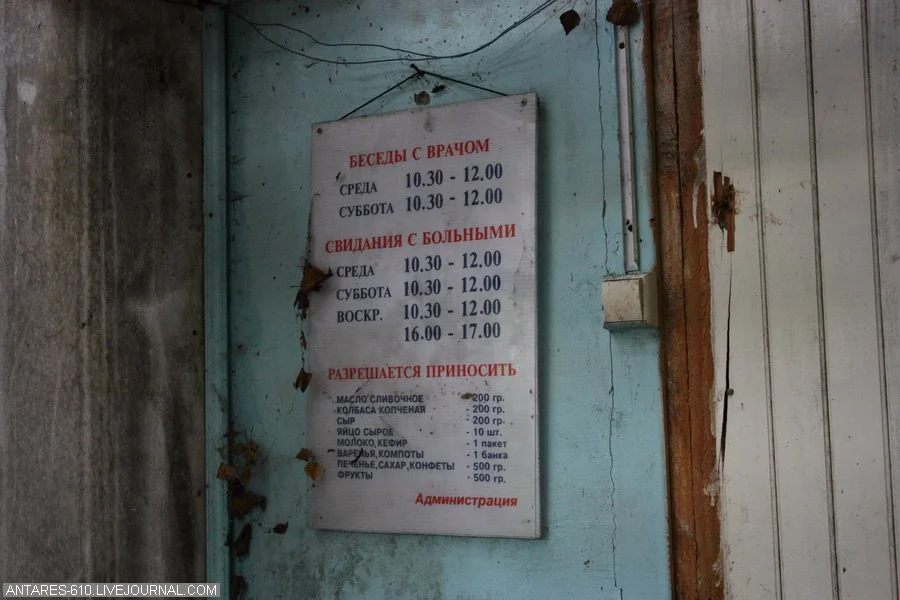 БЕСЕДЫ С ВРАЧОМ
СРЕДА 10.30 - 12.00
СУББОТА 10.30 - 12.00
СВИДАНИЯ С БОЛЬНЫМИ
СРЕДА 10.30 - 12.00
СУББОТА 10.30 - 12.00
ВОСКР. 10.30 - 12.00
16.00 - 17.00
РАЗРЕШАЕТСЯ ПРИНОСИТЬ
МАСЛО СЛИВОЧНОЕ - 200 гр.
КОЛБАСА КОПЧЕНАЯ - 200 гр.
СЫР - 200 гр.
ЯЙЦО СЫРОЕ - 10 шт.
МОЛОКО,КЕФИР - 1 пакет
ВАРЕНЬЯ,КОМПОТЫ - 1 банка
ПЕЧЕНЬЕ,САХАР,КОНФЕТЫ - 500 гр.
ФРУКТЫ - 500 гр.
Администрация
ANTARES-610.LIVEJOURNAL.COM